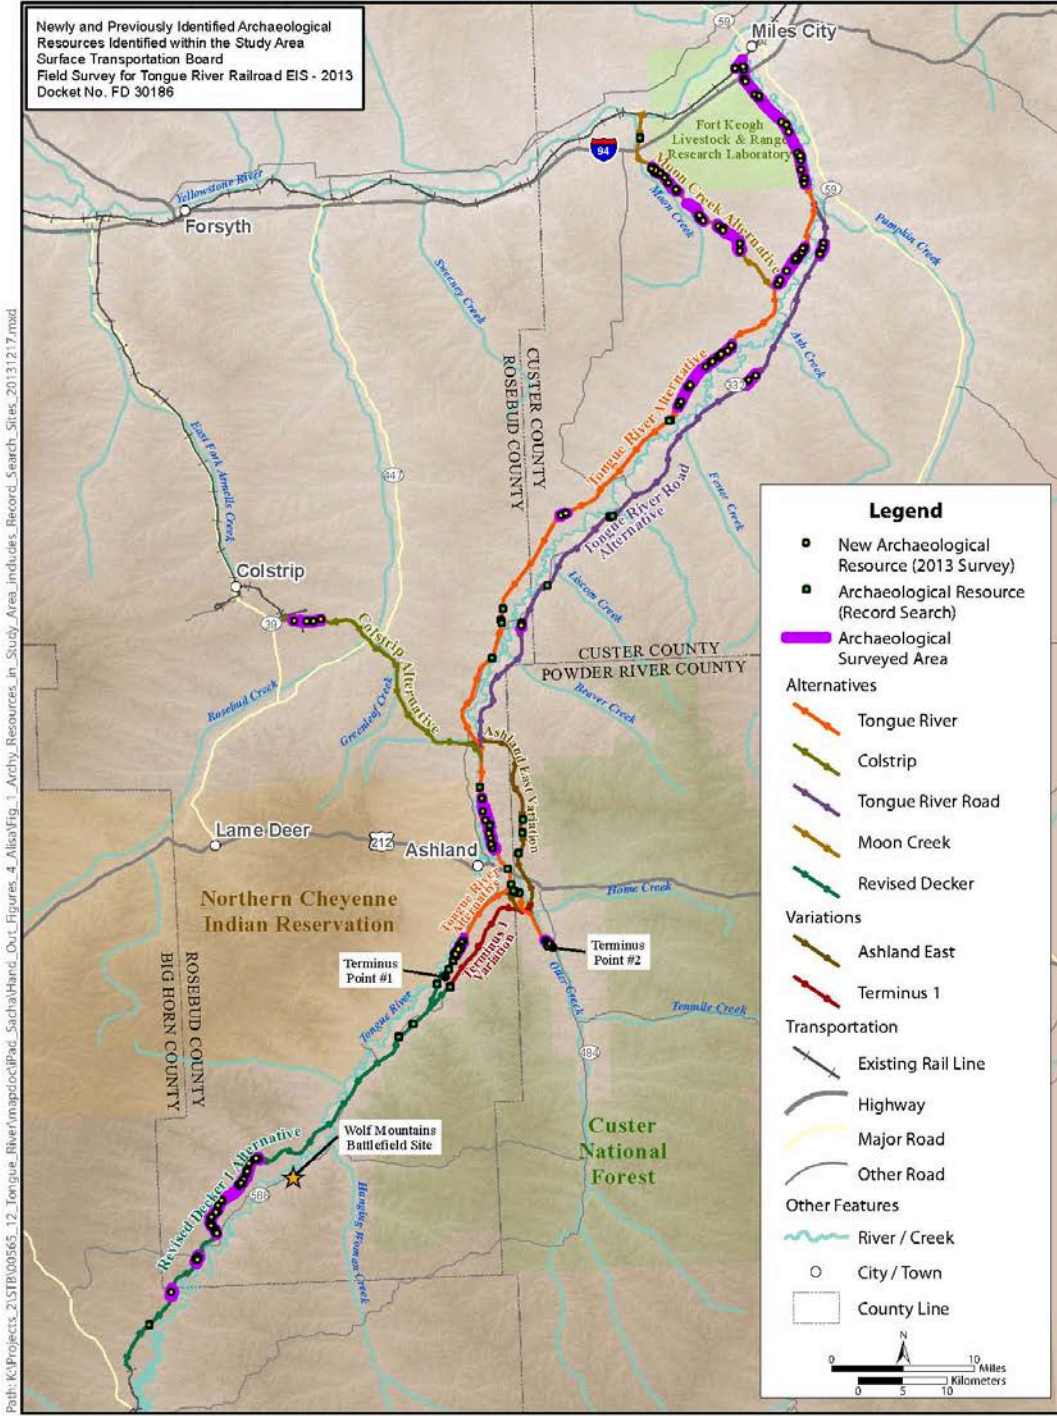 Newly and Previously Identified Archaeological
Resources Identified within the Study Area
Surface Transportation Board
Field Survey for Tongue River Railroad EIS - 2013
Docket No. FD 30186
59
Miles City
Fort Keogh
Livestock & Range
Research Laboratory
94
Moon Creek Alternative
Moon Creek
59
Pumpkin Creek
Yellowstone River
Forsyth
Sweeney Creek
CUSTER COUNTY
ROSEBUD COUNTY
Ash Creek
332
Tongue River Alternative
Tongue River Road
Alternative
Foster Creek
East Fork Armells Creek
447
Colstrip
39
Colstrip Alternative
Liscom Creek
CUSTER COUNTY
POWDER RIVER COUNTY
Rosebud Creek
Greenleaf Creek
Beaver Creek
Ashland East Variation
Lame Deer
212
Ashland
Home Creek
Northern Cheyenne
Indian Reservation
Tongue River
Alternative
Terminus 1
Variation
Terminus
Point #1
Terminus
Point #2
Otter Creek
Tongue River
Tenmile Creek
484
ROSEBUD COUNTY
BIG HORN COUNTY
Wolf Mountains
Battlefield Site
Custer
National
Forest
Revised Decker 1 Alternative
566
Hanging Woman Creek
Legend
New Archaeological
Resource (2013 Survey)
Archaeological Resource
(Record Search)
Archaeological
Surveyed Area
Alternatives
Tongue River
Colstrip
Tongue River Road
Moon Creek
Revised Decker
Variations
Ashland East
Terminus 1
Transportation
Existing Rail Line
Highway
Major Road
Other Road
Other Features
River / Creek
City / Town
County Line
N
0 10
Miles
Kilometers
0 5 10
Path: K:\Projects_2\STB\00565_12_Tongue_River\mapdoc\iPad_Sacha\Hand_Out_Figures_4_Alisa\Fig_1_Archy_Resources_in_Study_Area_includes_Record_Search_Sites_20131217.mxd